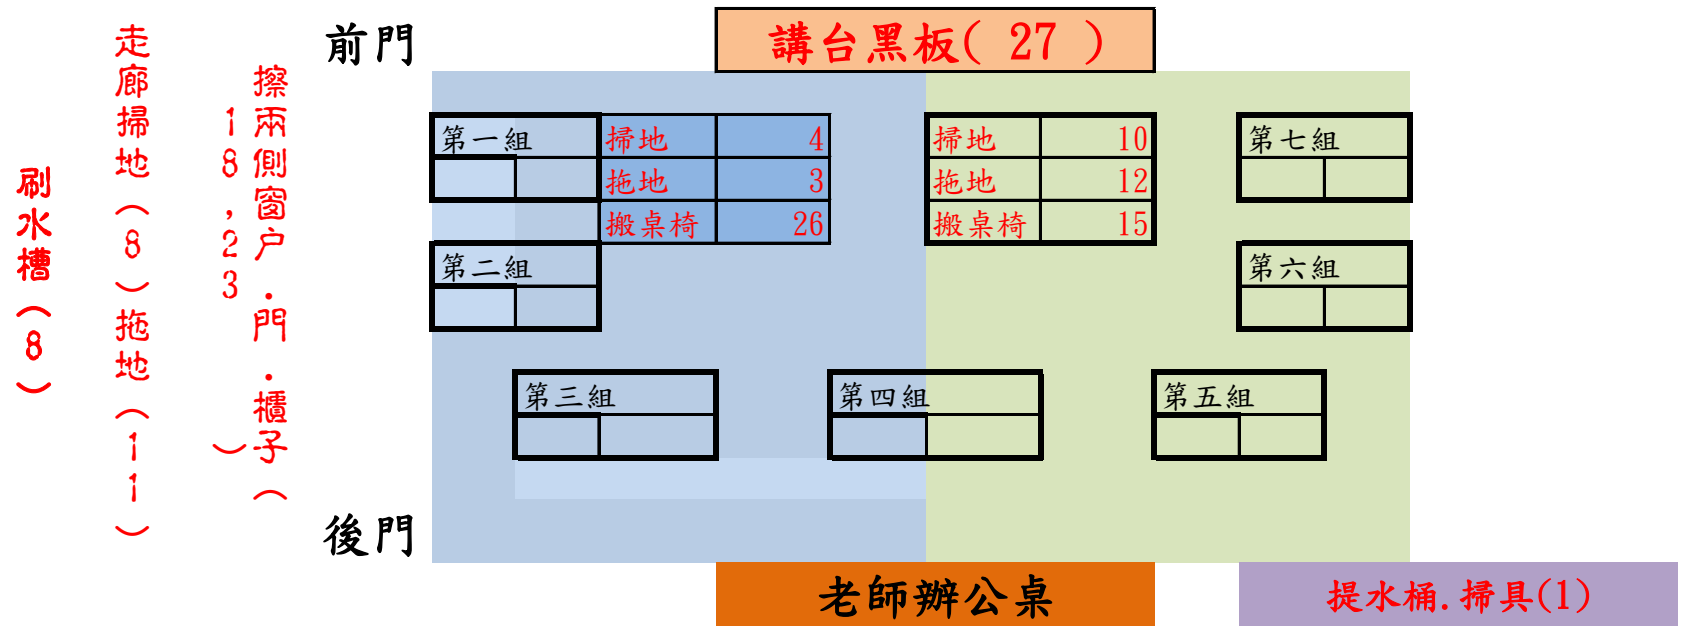 前門
講台黑板( 27 )
刷水槽（8）
走廊掃地（8）拖地（11）
擦兩側窗户.門.櫃子（
18,23）
第一組
掃地 4
拖地 3
搬桌椅 26
掃地 10
拖地 12
搬桌椅 15
第七組
第二組
第六組
第三組
第四組
第五組
後門
老師辦公桌
提水桶.掃具(1)